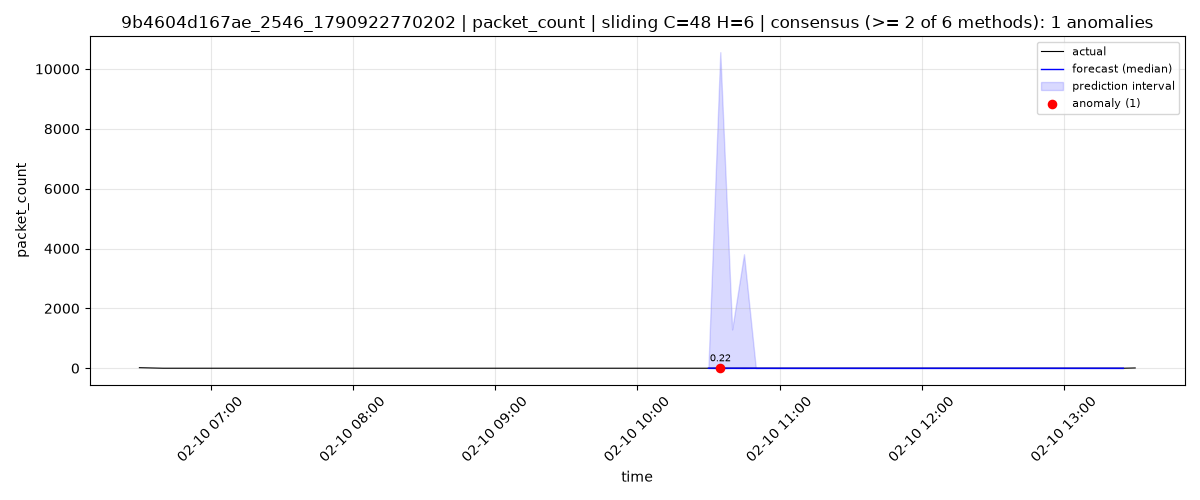 9b4604d167ae_2546_1790922770202 | packet_count | sliding C=48 H=6 | consensus (>= 2 of 6 methods): 1 anomalies
actual
forecast (median)
prediction interval
anomaly (1)
packet_count
10000
8000
6000
4000
2000
0
0.22
02-10 07:00
02-10 08:00
02-10 09:00
02-10 10:00
02-10 11:00
02-10 12:00
02-10 13:00
time